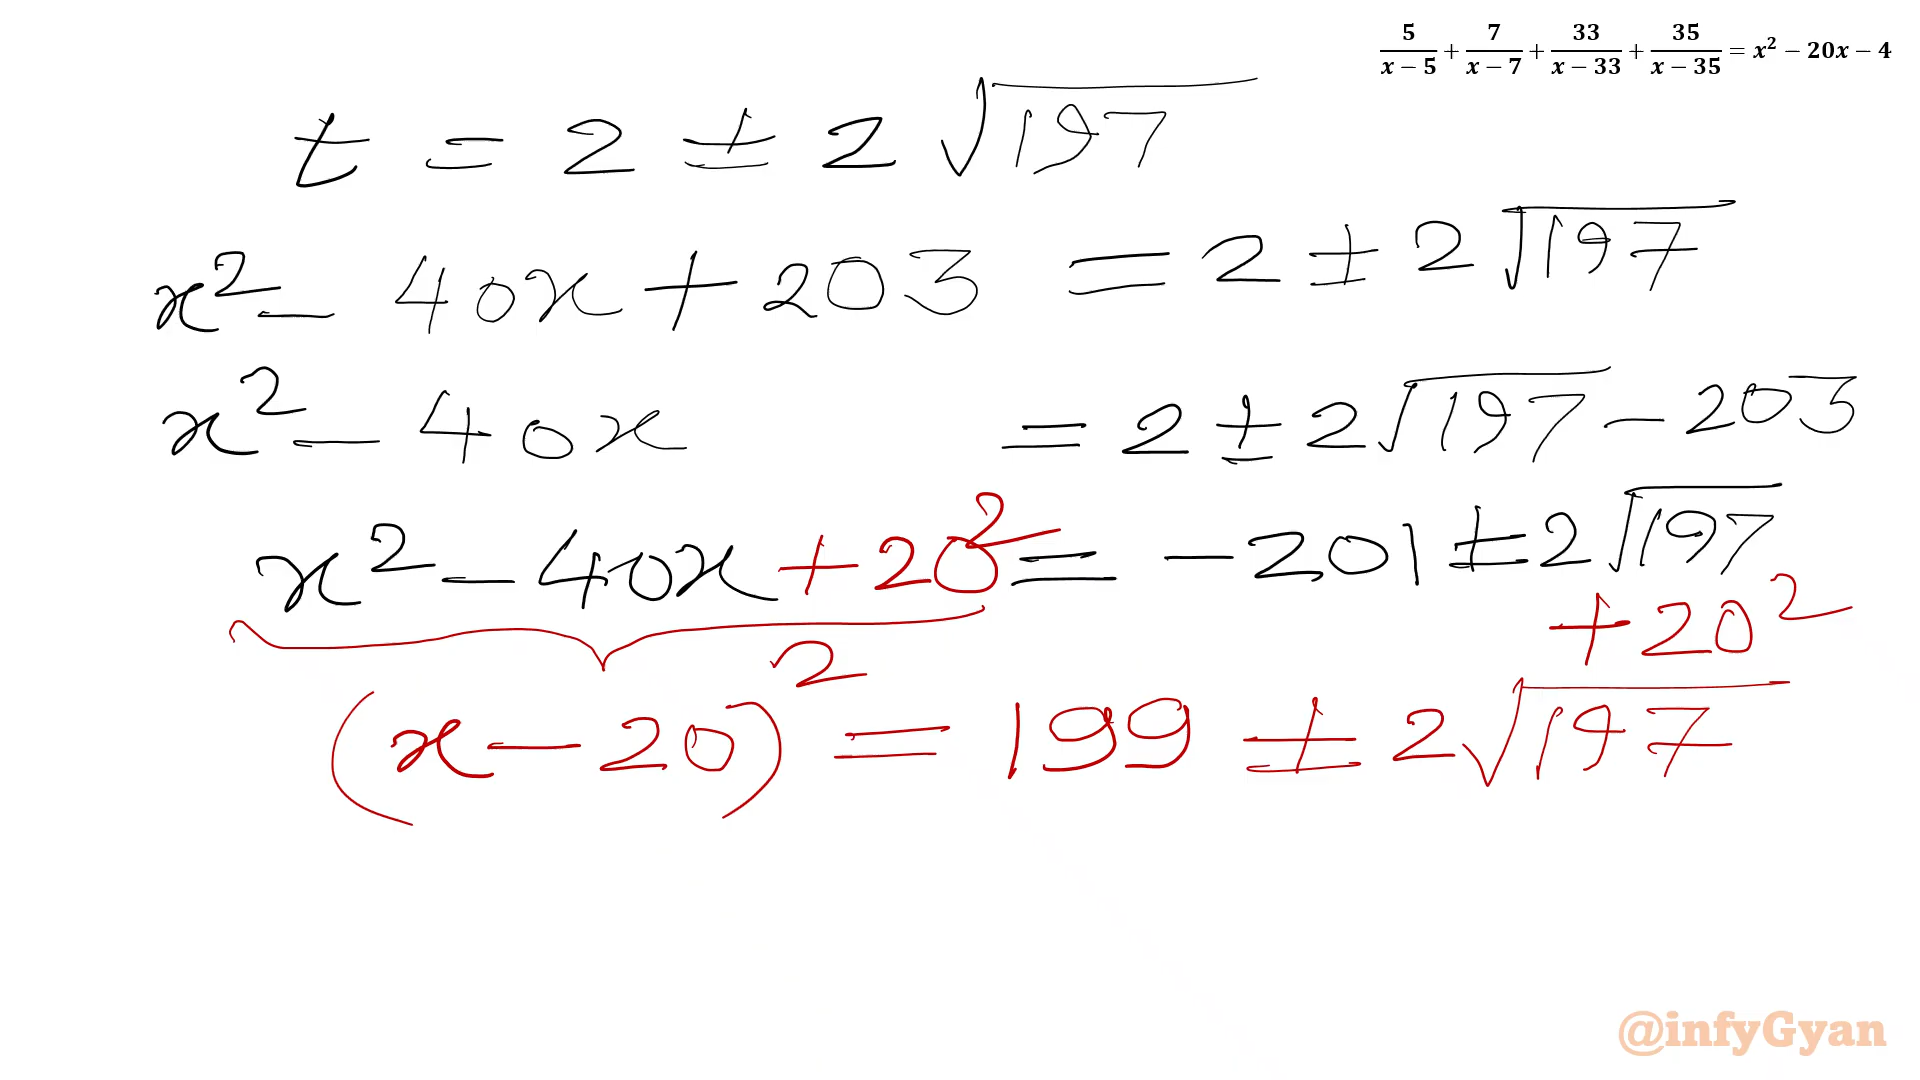 5/(x − 5) + 7/(x − 7) + 33/(x − 33) + 35/(x − 35) = x² − 20x − 4
t = 2 ± 2√197
x² − 40x + 203 = 2 ± 2√197
x² − 40x = 2 ± 2√197 − 203
x² − 40x + 20² = −201 ± 2√197
+ 20²
(x − 20)² = 199 ± 2√197
@infyGyan